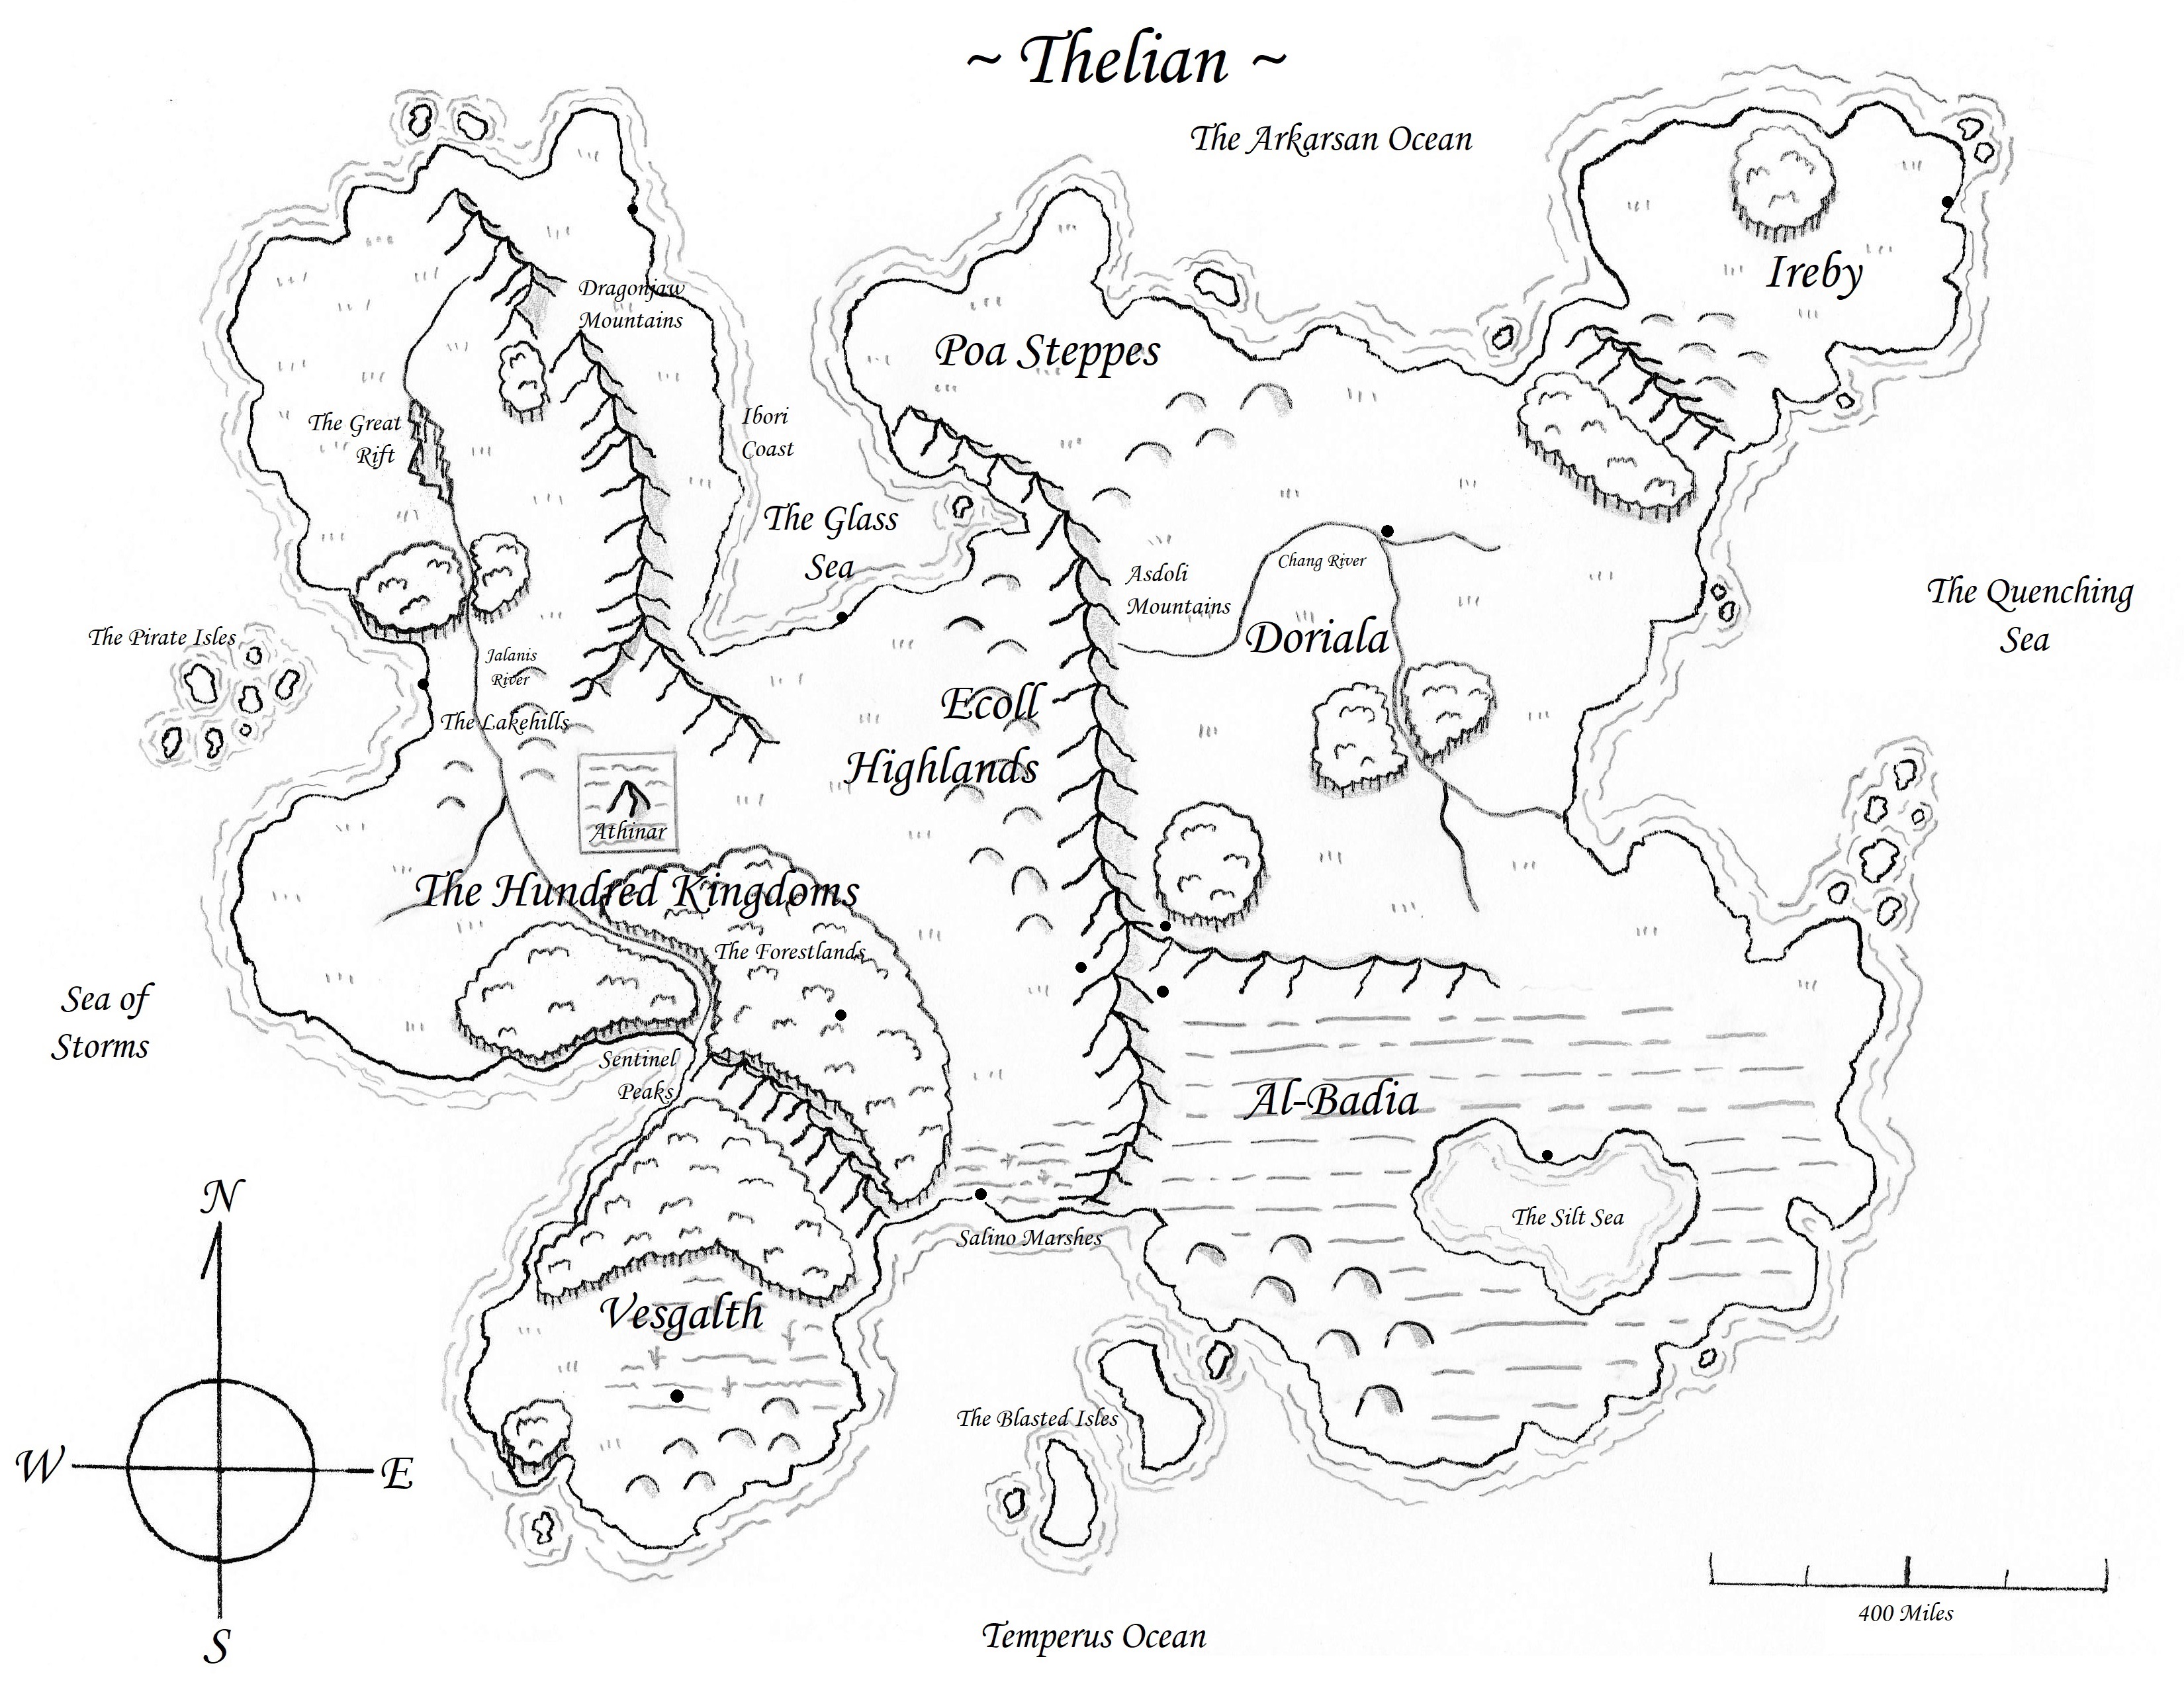 ~ Thelian ~
The Arkarsan Ocean
Ireby
Dragonjaw
Mountains
Poa Steppes
The Great
Rift
Ibori
Coast
The Glass
Sea
Chang River
Asdoli
Mountains
Doriala
The Quenching
Sea
The Pirate Isles
Jalanis
River
The Lakehills
Ecoll
Highlands
Athinar
The Hundred Kingdoms
The Forestlands
Sea of
Storms
Sentinel
Peaks
Al-Badia
The Silt Sea
Salino Marshes
Vesgalth
The Blasted Isles
N
W
E
S
400 Miles
Temperus Ocean